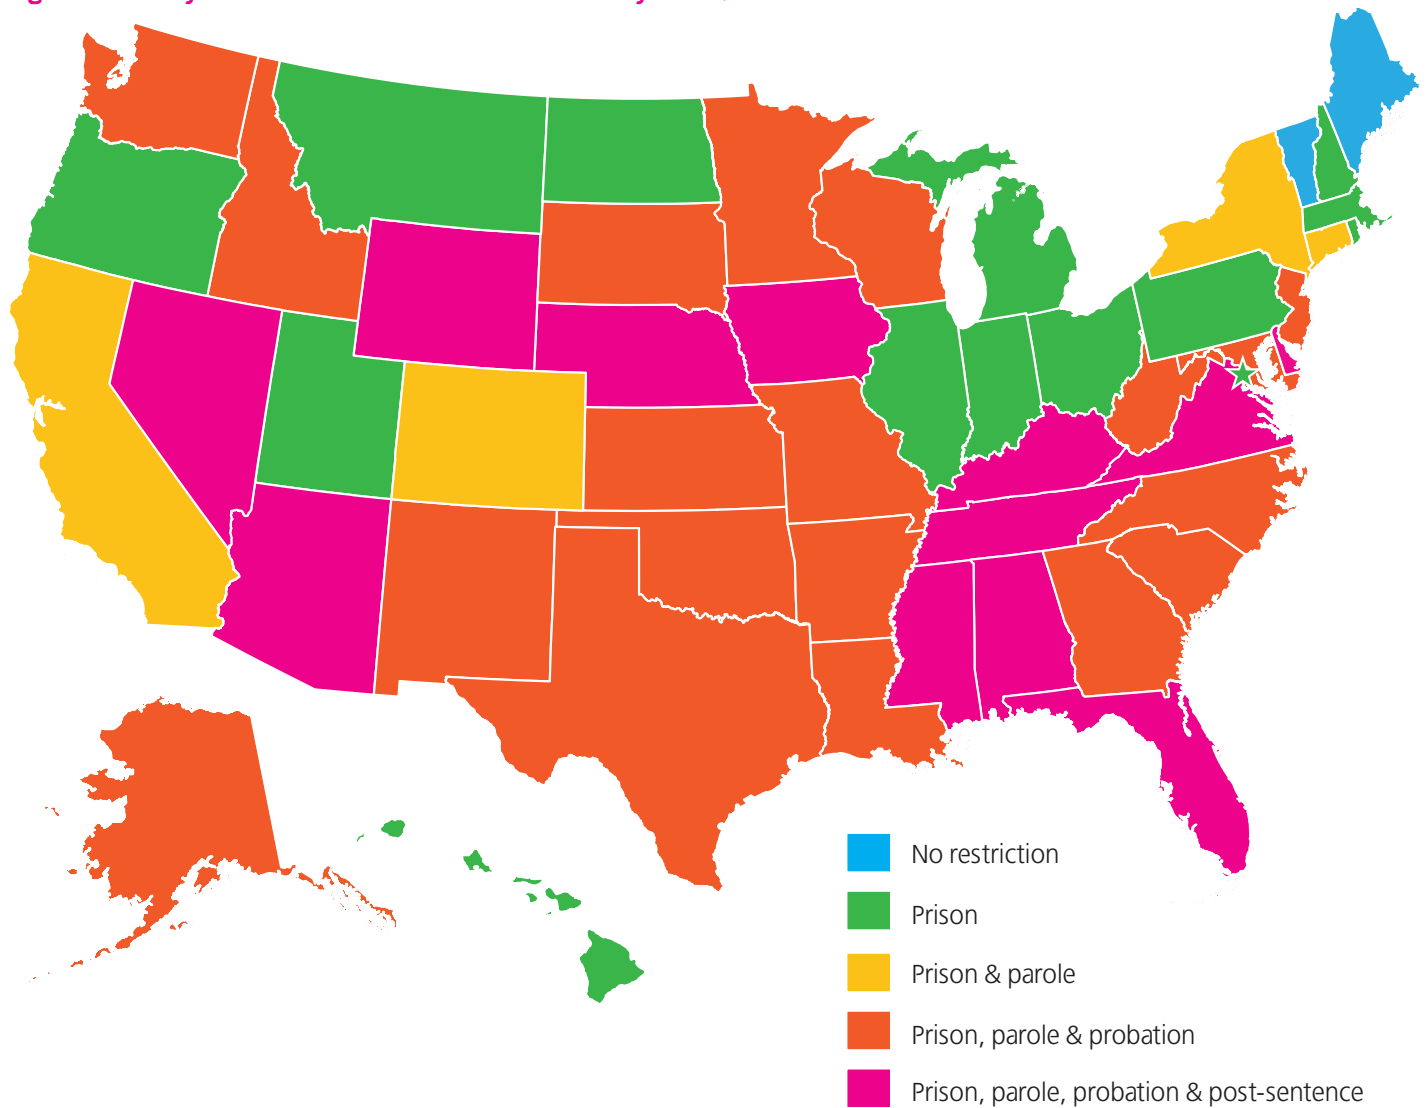 No restriction
Prison
Prison & parole
Prison, parole & probation
Prison, parole, probation & post-sentence